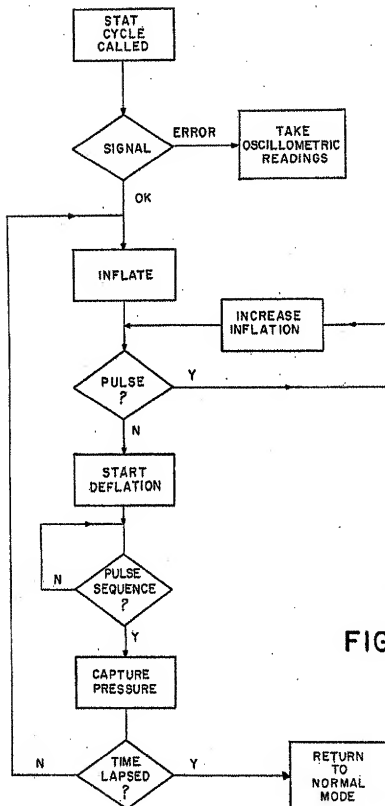 STAT
CYCLE
CALLED
SIGNAL
ERROR
TAKE
OSCILLOMETRIC
READINGS
OK
INFLATE
INCREASE
INFLATION
PULSE
?
Y
N
START
DEFLATION
N
PULSE
SEQUENCE
?
Y
FIG
CAPTURE
PRESSURE
N
TIME
LAPSED
?
Y
RETURN
TO
NORMAL
MODE